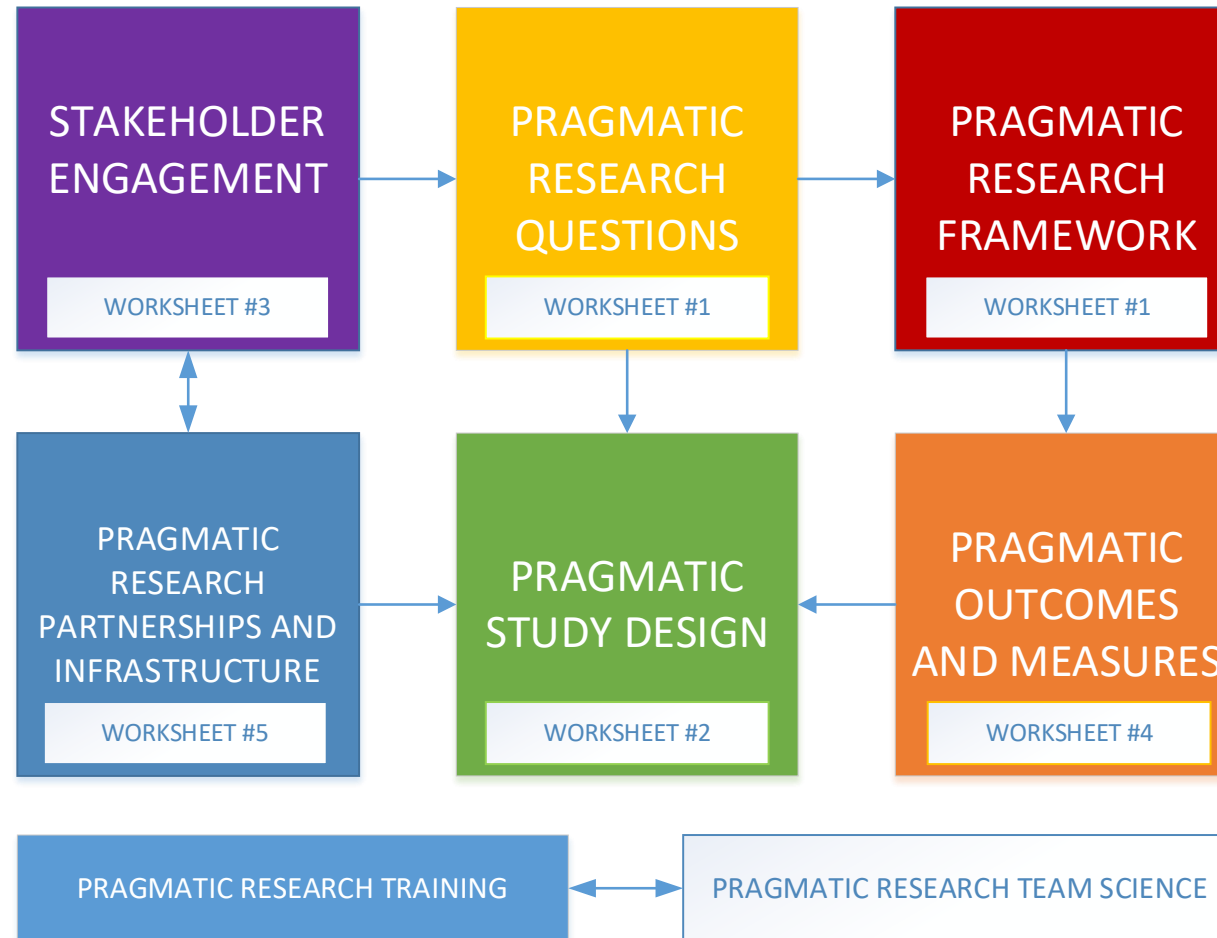 STAKEHOLDER
ENGAGEMENT
WORKSHEET #3
PRAGMATIC
RESEARCH
QUESTIONS
WORKSHEET #1
PRAGMATIC
RESEARCH
FRAMEWORK
WORKSHEET #1
PRAGMATIC
RESEARCH
PARTNERSHIPS AND
INFRASTRUCTURE
WORKSHEET #5
PRAGMATIC
STUDY DESIGN
WORKSHEET #2
PRAGMATIC
OUTCOMES
AND MEASURES
WORKSHEET #4
PRAGMATIC RESEARCH TRAINING
PRAGMATIC RESEARCH TEAM SCIENCE